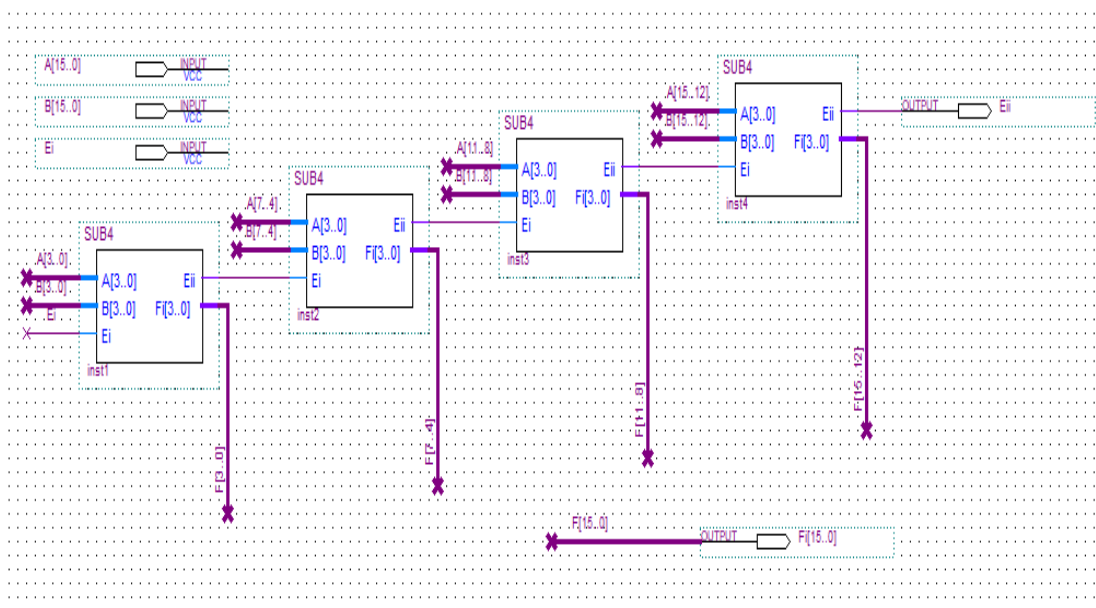 A[15..0]
INPUT
VCC
B[15..0]
INPUT
VCC
Ei
INPUT
VCC
SUB4
A[3..0]
B[3..0]
Ei
A[3..0]
B[3..0]
Ei
Eii
Fi[3..0]
inst1
F[3..0]
SUB4
A[7..4]
B[7..4]
A[3..0]
B[3..0]
Ei
Eii
Fi[3..0]
inst2
F[7..4]
SUB4
A[11..8]
B[11..8]
A[3..0]
B[3..0]
Ei
Eii
Fi[3..0]
inst3
F[11..8]
SUB4
A[15..12]
B[15..12]
A[3..0]
B[3..0]
Ei
Eii
Fi[3..0]
inst4
F[15..12]
OUTPUT
Eii
F[15..0]
OUTPUT
Fi[15..0]